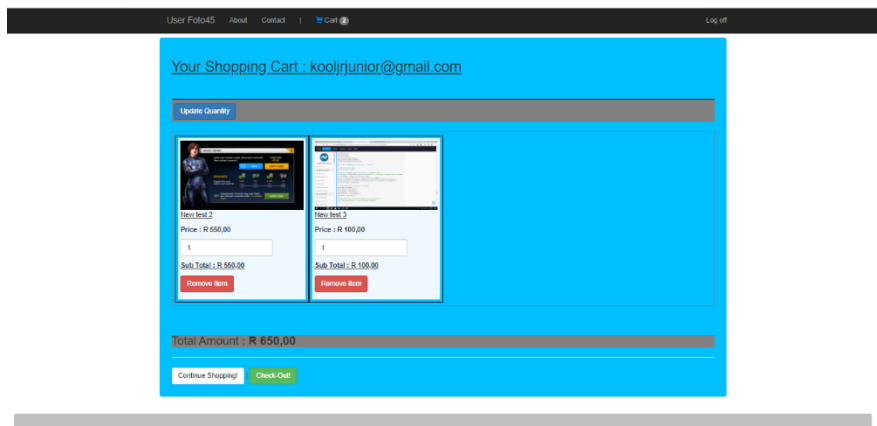 User Foto45 About Contact | Cart 2 Log off
Your Shopping Cart : kooljrjunior@gmail.com
Update Quantity
New test 2
Price : R 550,00
1
Sub Total : R 550,00
Remove Item
New test 3
Price : R 100,00
1
Sub Total : R 100,00
Remove Item
Total Amount : R 650,00
Continue Shopping! Check-Out!